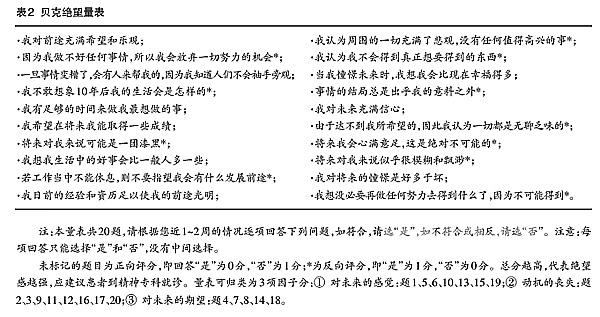 表2 贝克绝望量表
·我对前途充满希望和乐观;
·因为我做不好任何事情,所以我会放弃一切努力的机会*;
·一旦事情变糟了,会有人来帮我的,因为我知道人们不会袖手旁观;
·我不敢想象10年后我的生活会是怎样的*;
·我有足够的时间来做我最想做的事;
·我希望在将来我能取得一些成绩;
·将来对我来说可能是一团漆黑*;
·我想我生活中的好事会比一般人多一些;
·若工作当中不能休息,则不要指望我会有什么发展前途*;
·我目前的经验和资历足以使我的前途光明;
·我认为周围的一切充满了悲观,没有任何值得高兴的事*;
·我认为我不会得到真正想要得到的东西*;
·当我憧憬未来时,我想我会比现在幸福得多;
·事情的结局总是出乎我的意料之外*;
·我对未来充满信心;
·由于达不到我所希望的,因此我认为一切都是无聊乏味的*;
·将来我会心满意足,这是绝对不可能的*;
·将来对我来说似乎很模糊和飘渺*;
·我对将来的憧憬是好多于坏;
·我想没必要再做任何努力去得到什么了,因为不可能得到*。
注:本量表共20题,请根据您近1~2周的情况逐项回答下列问题,如符合,请选“是”,如不符合或相反,请选“否”。注意:每
项回答只能选择“是”和“否”,没有中间选择。
未标记的题目为正向评分,即回答“是”为0分,“否”为1分;*为反向评分,即“是”为1分,“否”为0分。总分越高,代表绝望
感越强,应建议患者到精神专科就诊。量表可归类为3项因子分:① 对未来的感觉:题1、5、6、10、13、15、19;② 动机的丧失:题
2、3、9、11、12、16、17、20;③ 对未来的期望:题4、7、8、14、18。